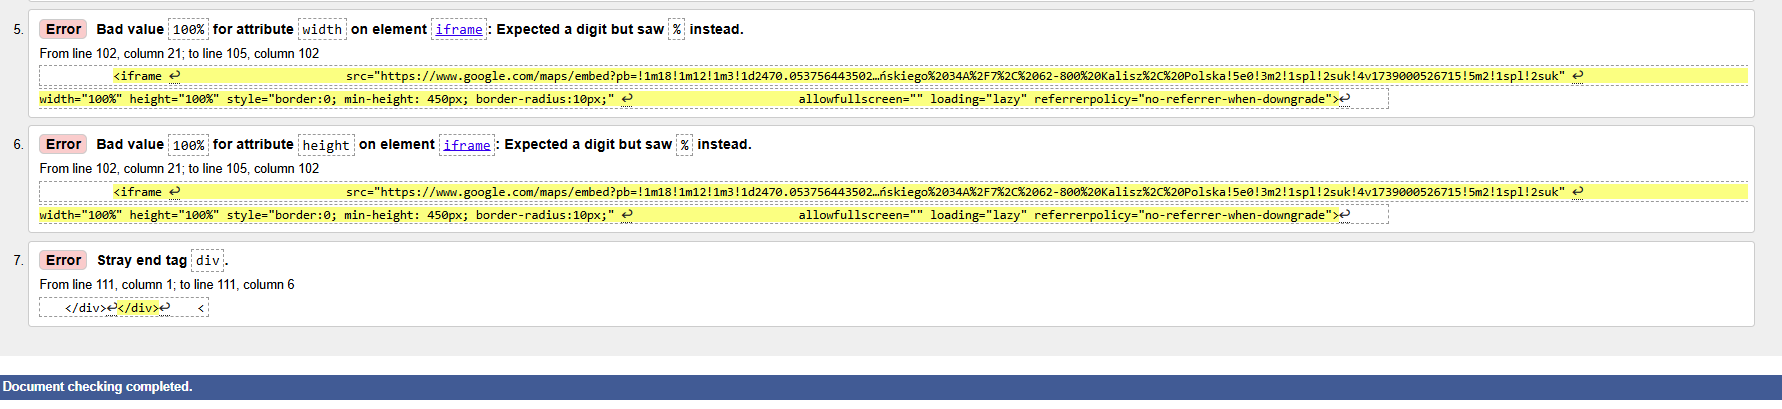 5. Error Bad value 100% for attribute width on element iframe: Expected a digit but saw % instead.
From line 102, column 21; to line 105, column 102
<iframe ↩ src="https://www.google.com/maps/embed?pb=!1m18!1m12!1m3!1d2470.053756443502…ńskiego%2034A%2F7%2C%2062-800%20Kalisz%2C%20Polska!5e0!3m2!1spl!2suk!4v1739000526715!5m2!1spl!2suk" ↩
width="100%" height="100%" style="border:0; min-height: 450px; border-radius:10px;" ↩ allowfullscreen="" loading="lazy" referrerpolicy="no-referrer-when-downgrade">↩
6. Error Bad value 100% for attribute height on element iframe: Expected a digit but saw % instead.
From line 102, column 21; to line 105, column 102
<iframe ↩ src="https://www.google.com/maps/embed?pb=!1m18!1m12!1m3!1d2470.053756443502…ńskiego%2034A%2F7%2C%2062-800%20Kalisz%2C%20Polska!5e0!3m2!1spl!2suk!4v1739000526715!5m2!1spl!2suk" ↩
width="100%" height="100%" style="border:0; min-height: 450px; border-radius:10px;" ↩ allowfullscreen="" loading="lazy" referrerpolicy="no-referrer-when-downgrade">↩
7. Error Stray end tag div.
From line 111, column 1; to line 111, column 6
</div>↩</div>↩ <
Document checking completed.